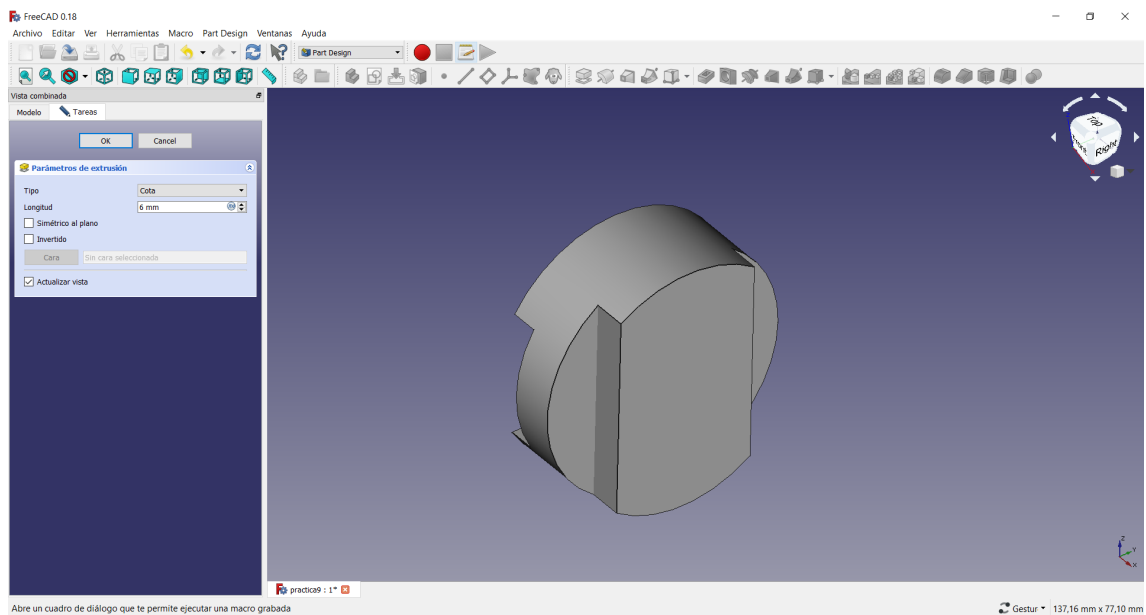 FreeCAD 0.18
Archivo Editar Ver Herramientas Macro Part Design Ventanas Ayuda
Part Design
Vista combinada
Modelo Tareas
OK Cancel
Parámetros de extrusión
Tipo Cota
Longitud 6 mm
Simétrico al plano
Invertido
Cara Sin cara seleccionada
Actualizar vista
Top
Front Right
Z
Y
X
practica9 : 1*
Abre un cuadro de diálogo que te permite ejecutar una macro grabada
Gestur 137,16 mm x 77,10 mm